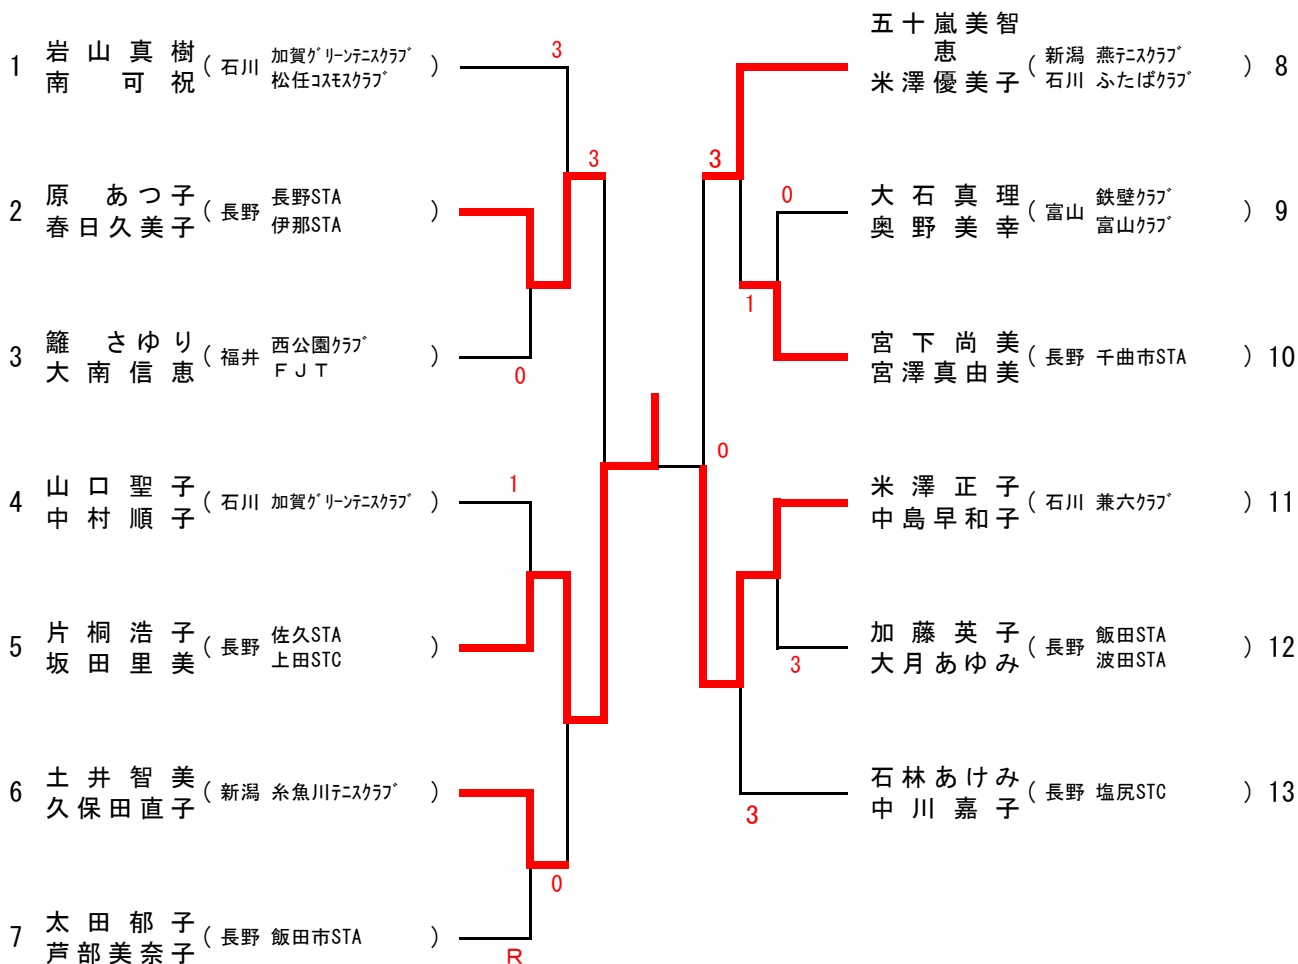 1 岩山真樹 ( 石川 加賀ｸﾞﾘｰﾝﾃﾆｽｸﾗﾌﾞ )
南可祝 松任ｺｽﾓｽｸﾗﾌﾞ
3
2 原 あつ子 ( 長野 長野STA )
春日久美子 伊那STA
3
3 籬 さゆり ( 福井 西公園ｸﾗﾌﾞ )
大南信恵 ＦＪＴ
0
4 山口聖子 ( 石川 加賀ｸﾞﾘｰﾝﾃﾆｽｸﾗﾌﾞ )
中村順子
1
5 片桐浩子 ( 長野 佐久STA )
坂田里美 上田STC
6 土井智美 ( 新潟 糸魚川ﾃﾆｽｸﾗﾌﾞ )
久保田直子
0
7 太田郁子 ( 長野 飯田市STA )
芦部美奈子
R
五十嵐美智
恵 ( 新潟 燕ﾃﾆｽｸﾗﾌﾞ ) 8
米澤優美子 石川 ふたばｸﾗﾌﾞ
3
大石真理 ( 富山 鉄壁ｸﾗﾌﾞ ) 9
奥野美幸 富山ｸﾗﾌﾞ
0
1
宮下尚美 ( 長野 千曲市STA ) 10
宮澤真由美
0
米澤正子 ( 石川 兼六ｸﾗﾌﾞ ) 11
中島早和子
加藤英子 ( 長野 飯田STA ) 12
大月あゆみ 波田STA
3
石林あけみ ( 長野 塩尻STC ) 13
中川嘉子
3